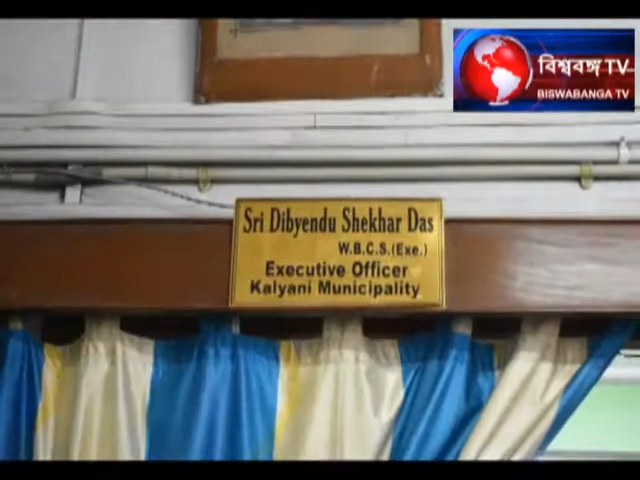 বিশ্ববঙ্গ TV
BISWABANGA TV
Sri Dibyendu Shekhar Das
W.B.C.S.(Exe.)
Executive Officer
Kalyani Municipality